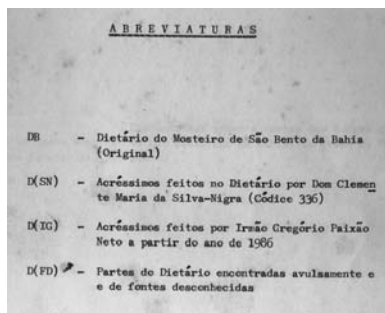 ABREVIATURAS
DB - Dietário do Mosteiro de São Bento da Bahia
(Original)
D(SN) - Acréssimos feitos no Dietário por Dom Clemen
te Maria da Silva-Nigra (Códice 336)
D(IG) - Acréssimos feitos por Irmão Gregório Paixão
Neto a partir do ano de 1986
D(FD) - Partes do Dietário encontradas avulsamente e
e de fontes desconhecidas